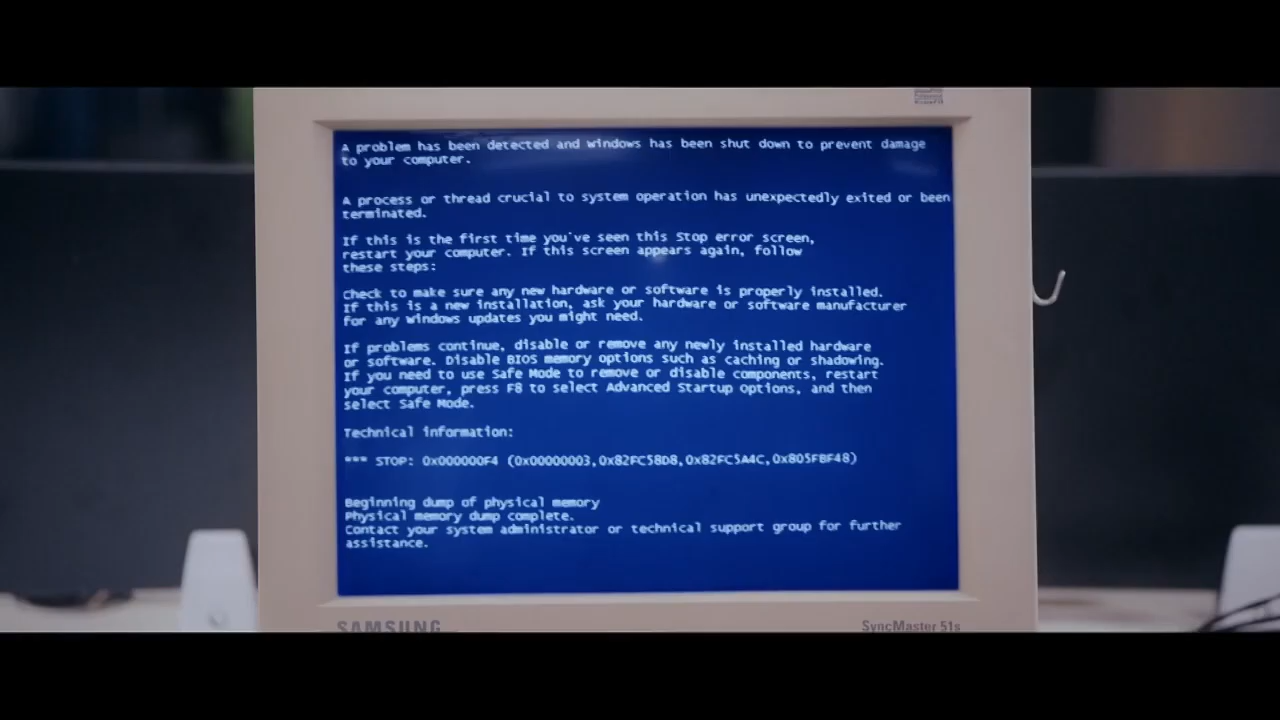 A problem has been detected and Windows has been shut down to prevent damage
to your computer.
A process or thread crucial to system operation has unexpectedly exited or been
terminated.
If this is the first time you've seen this Stop error screen,
restart your computer. If this screen appears again, follow
these steps:
Check to make sure any new hardware or software is properly installed.
If this is a new installation, ask your hardware or software manufacturer
for any Windows updates you might need.
If problems continue, disable or remove any newly installed hardware
or software. Disable BIOS memory options such as caching or shadowing.
If you need to use Safe Mode to remove or disable components, restart
your computer, press F8 to select Advanced Startup Options, and then
select Safe Mode.
Technical information:
*** STOP: 0x000000F4 (0x00000003,0x82FC58D8,0x82FC5A4C,0x805FBF48)
Beginning dump of physical memory
Physical memory dump complete.
Contact your system administrator or technical support group for further
assistance.
SAMSUNG
SyncMaster 51s